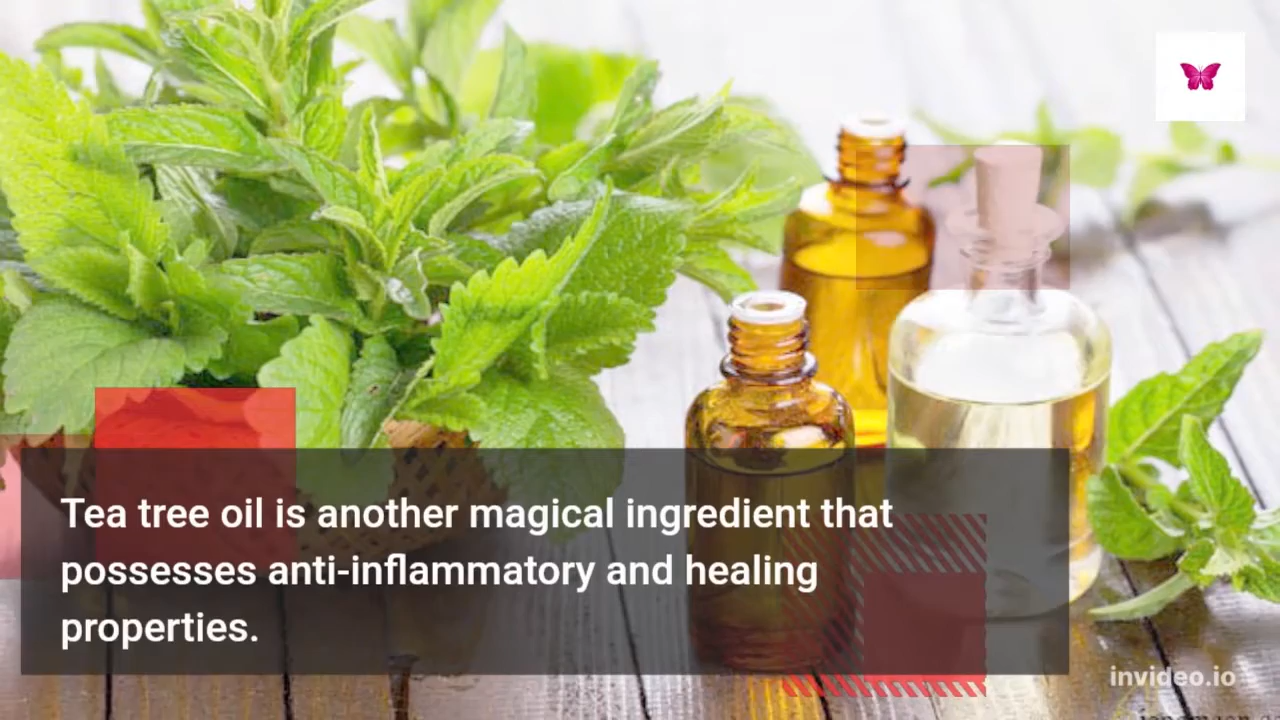 Tea tree oil is another magical ingredient that
possesses anti-inflammatory and healing
properties.
invideo.io